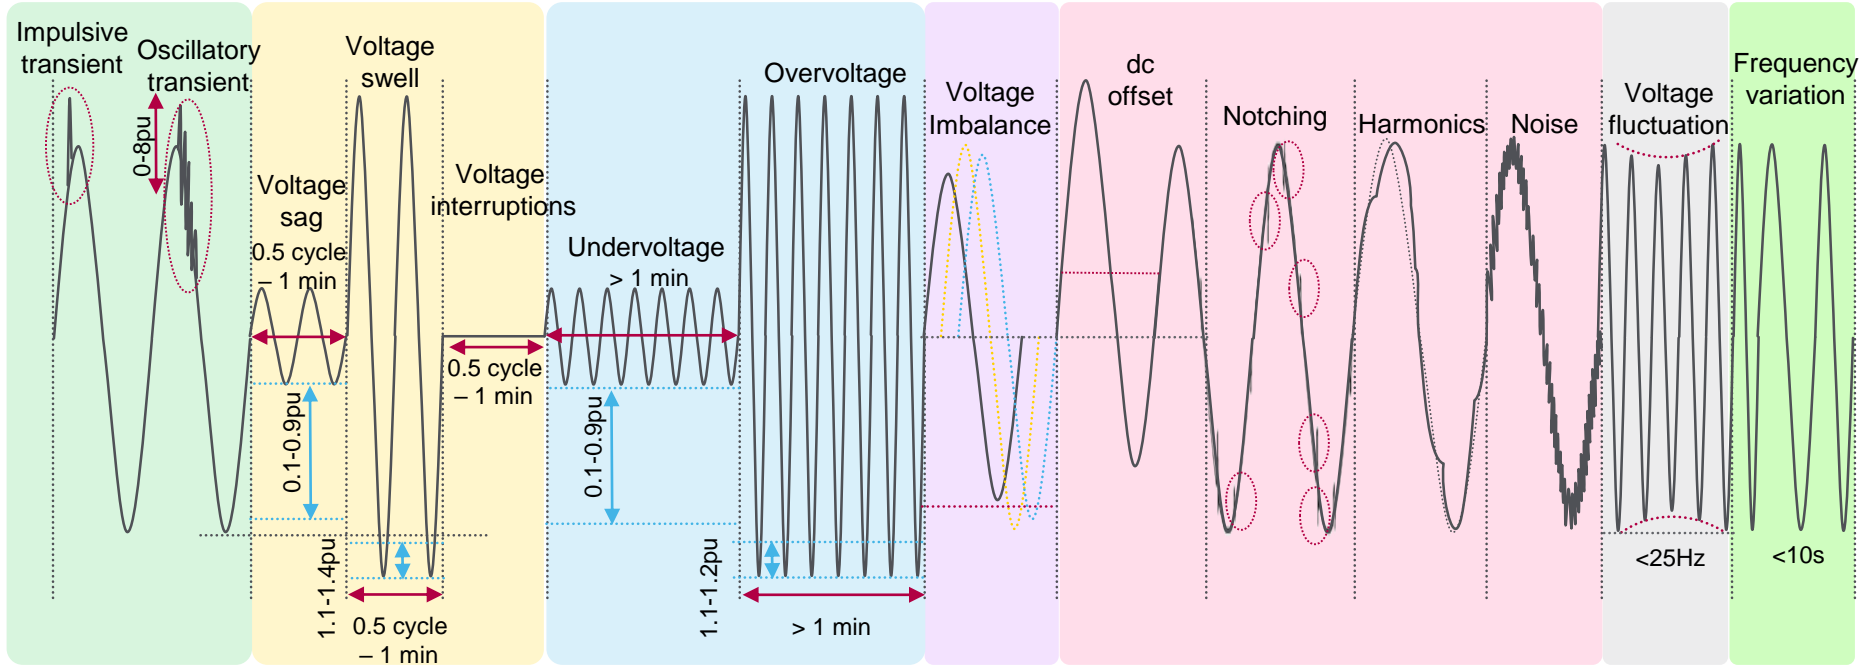 Impulsive
transient
Oscillatory
transient
0-8pu
Voltage
sag
0.5 cycle
– 1 min
0.1-0.9pu
Voltage
swell
1.1-1.4pu
0.5 cycle
– 1 min
Voltage
interruptions
0.5 cycle
– 1 min
Undervoltage
> 1 min
0.1-0.9pu
Overvoltage
1.1-1.2pu
> 1 min
Voltage
Imbalance
dc
offset
Notching
Harmonics
Noise
Voltage
fluctuation
<25Hz
Frequency
variation
<10s